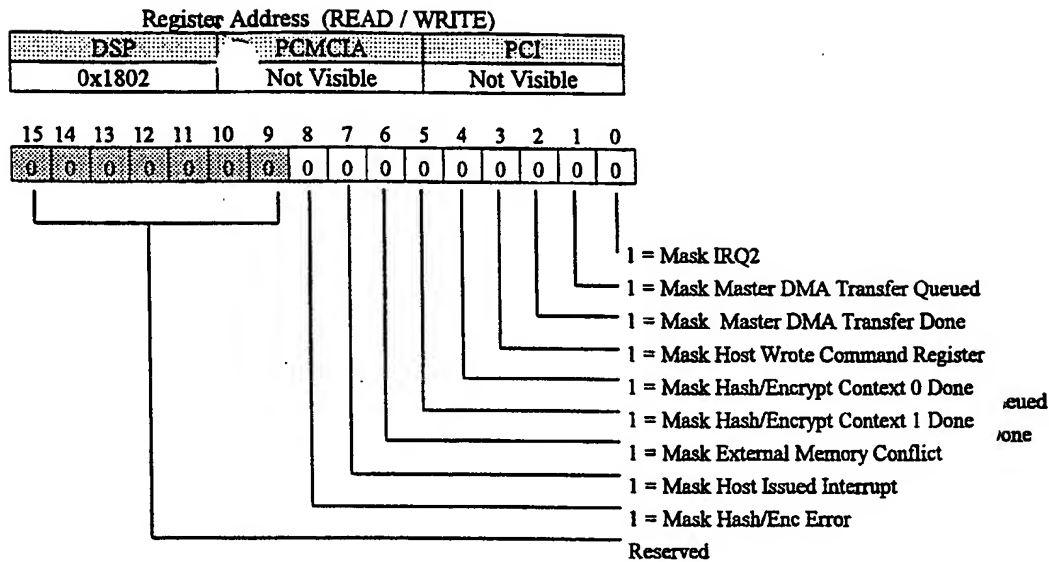 Register Address (READ / WRITE)
DSP PCMCIA PCI
0x1802 Not Visible Not Visible
15 14 13 12 11 10 9 8 7 6 5 4 3 2 1 0
0 0 0 0 0 0 0 0 0 0 0 0 0 0 0 0
1 = Mask IRQ2
1 = Mask Master DMA Transfer Queued
1 = Mask Master DMA Transfer Done
1 = Mask Host Wrote Command Register
1 = Mask Hash/Encrypt Context 0 Done
eued
1 = Mask Hash/Encrypt Context 1 Done
one
1 = Mask External Memory Conflict
1 = Mask Host Issued Interrupt
1 = Mask Hash/Enc Error
Reserved